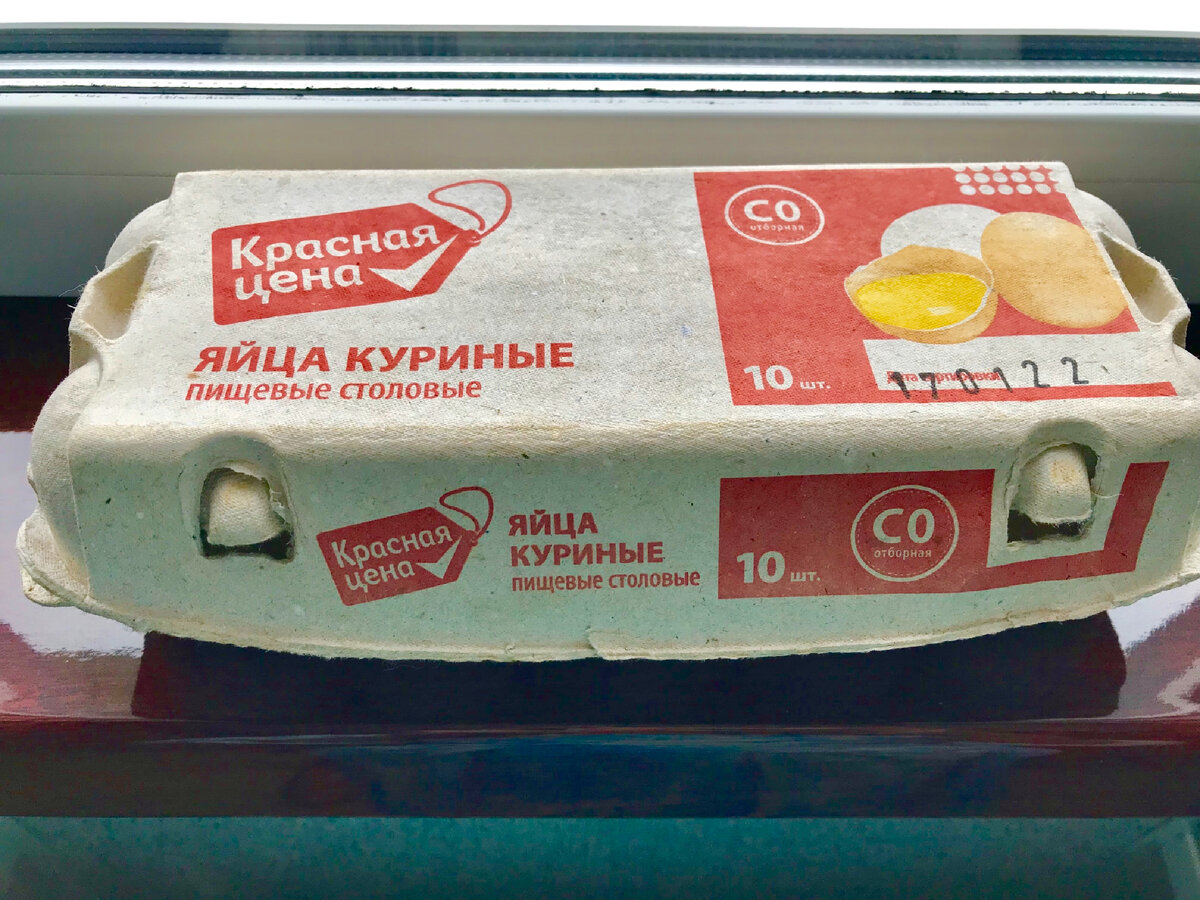 Красная
цена
ЯЙЦА КУРИНЫЕ
пищевые столовые
С0
отборная
10 шт.
170122
Красная
цена
ЯЙЦА
КУРИНЫЕ
пищевые столовые
10 шт.
С0
отборная